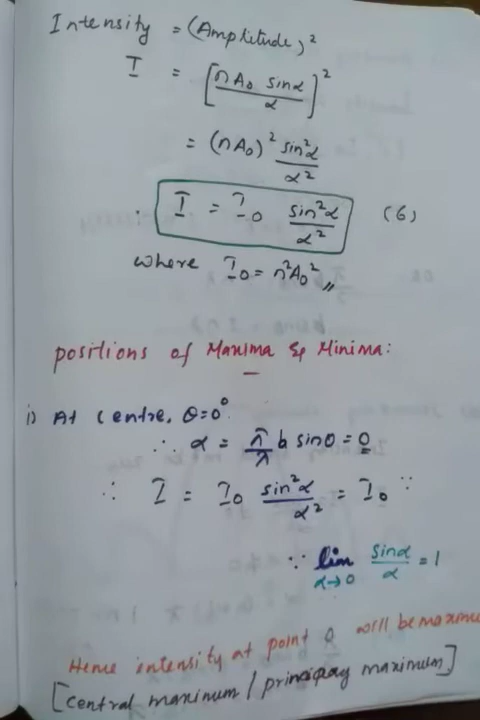 Intensity = (Amplitude)²
I = [nA₀ sinα / α]²
= (nA₀)² sin²α / α²
∴ I = I₀ sin²α / α² (6)
where I₀ = n²A₀²,,
positions of Maxima & Minima:
i) At centre, θ=0°
∴ α = π/λ b sinθ = 0
∴ I = I₀ sin²α / α² = I₀ ∵
∵ lim α→0 sinα / α = 1
Hence intensity at point O will be maximu
[central maximum / principay maximum]